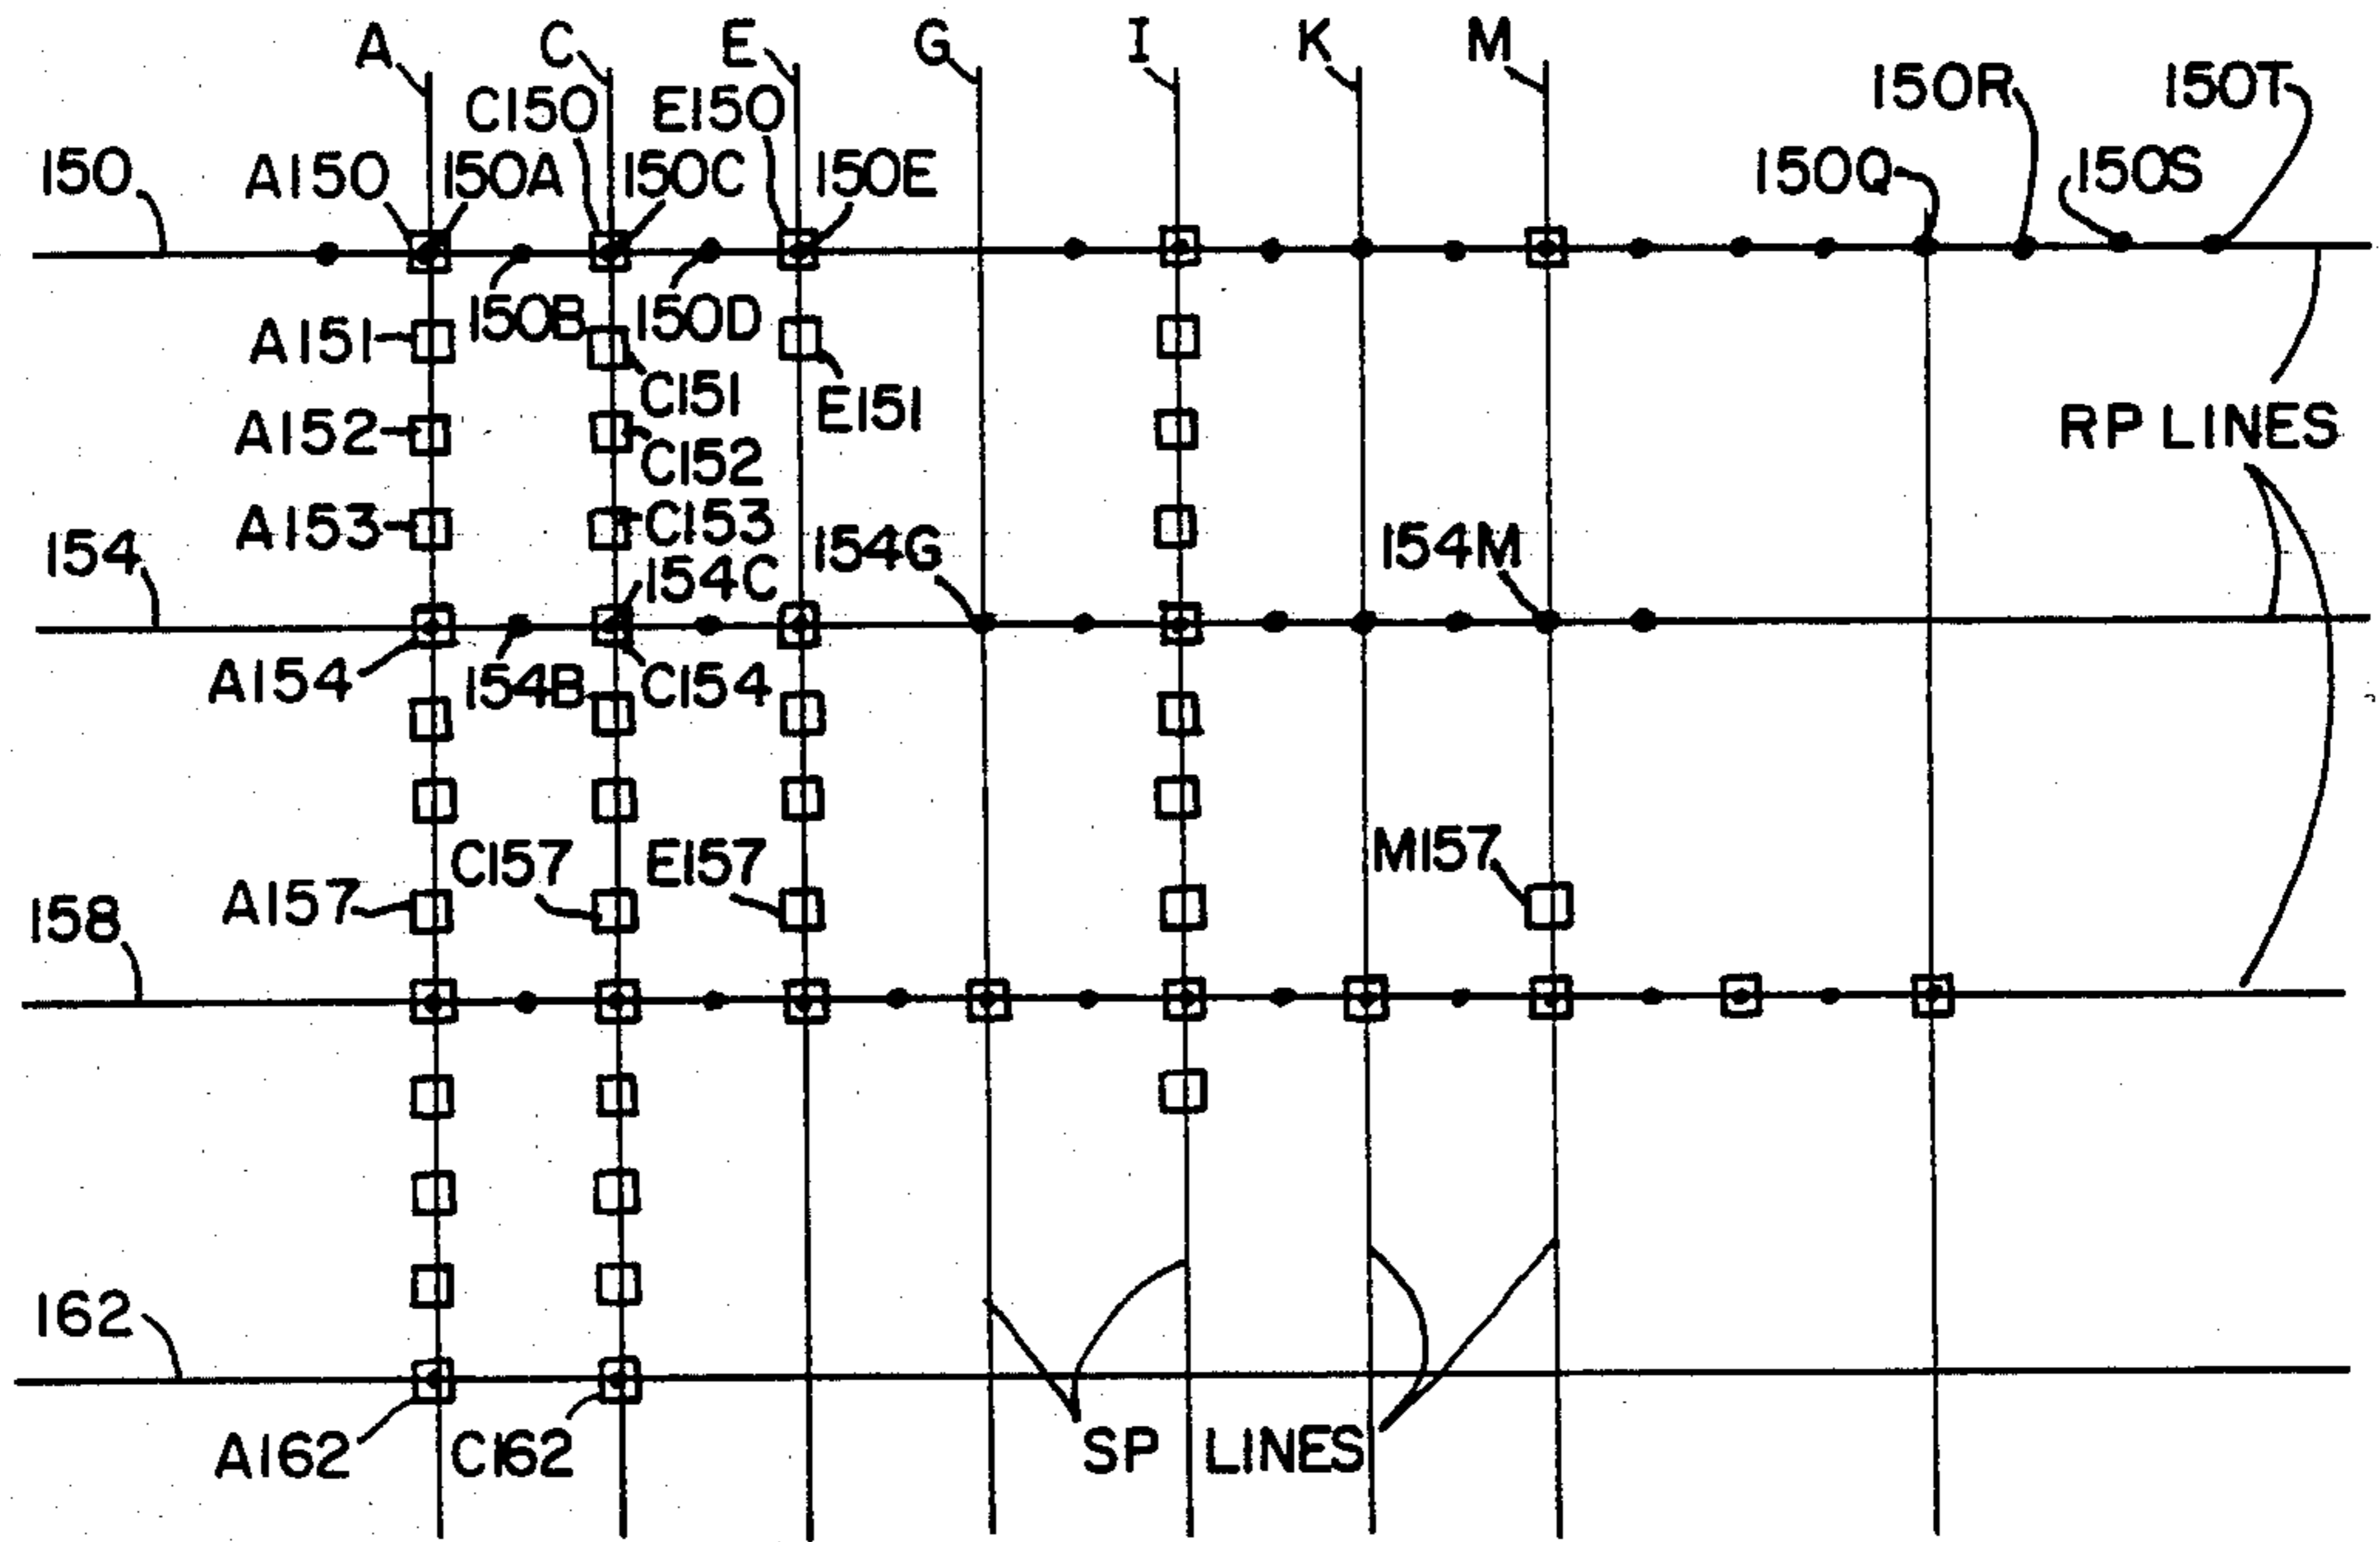 A C E G I K M
C150 E150 150R 150T
150 A150 150A 150C 150E 150Q 150S
A151 150B 150D
C151 E151
A152 C152 RP LINES
A153 C153
154 154C 154G 154M
A154 154B C154
C157 E157 M157
158 A157
162
A162 C162 SP LINES